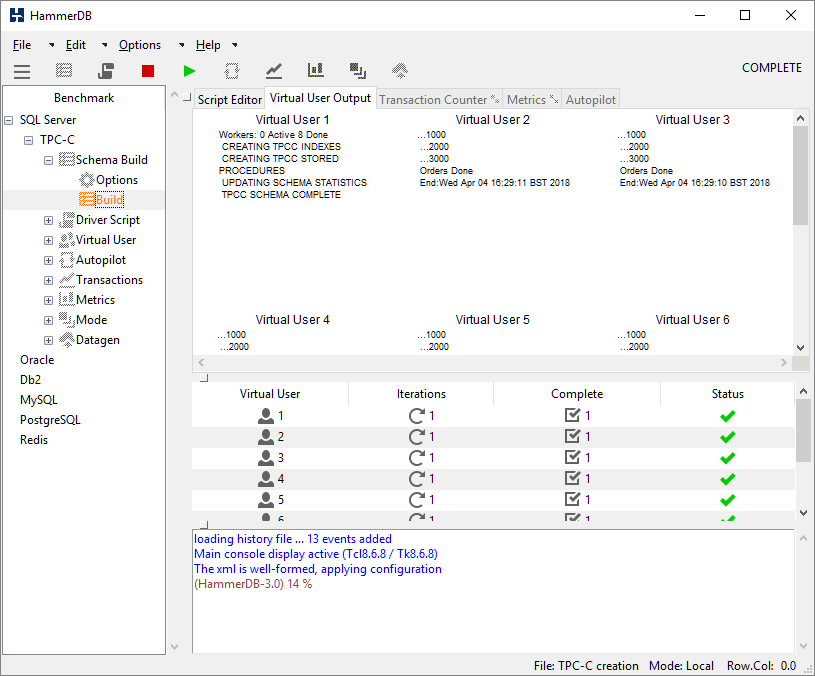 HammerDB
File Edit Options Help
COMPLETE
Benchmark
SQL Server
TPC-C
Schema Build
Options
Build
Driver Script
Virtual User
Autopilot
Transactions
Metrics
Mode
Datagen
Oracle
Db2
MySQL
PostgreSQL
Redis
Script Editor Virtual User Output Transaction Counter Metrics Autopilot
Virtual User 1
Workers: 0 Active 8 Done
CREATING TPCC INDEXES
CREATING TPCC STORED
PROCEDURES
UPDATING SCHEMA STATISTICS
TPCC SCHEMA COMPLETE
Virtual User 2
...1000
...2000
...3000
Orders Done
End:Wed Apr 04 16:29:11 BST 2018
Virtual User 3
...1000
...2000
...3000
Orders Done
End:Wed Apr 04 16:29:10 BST 2018
Virtual User 4
...1000
...2000
Virtual User 5
...1000
...2000
Virtual User 6
...1000
...2000
Virtual User Iterations Complete Status
1 1 1
2 1 1
3 1 1
4 1 1
5 1 1
6 1 1
loading history file ... 13 events added
Main console display active (Tcl8.6.8 / Tk8.6.8)
The xml is well-formed, applying configuration
(HammerDB-3.0) 14 %
File: TPC-C creation Mode: Local Row.Col: 0.0